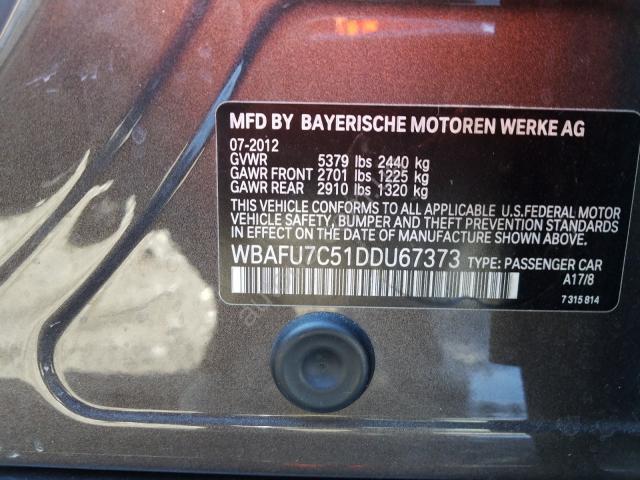 MFD BY BAYERISCHE MOTOREN WERKE AG
07-2012
GVWR 5379 lbs 2440 kg
GAWR FRONT 2701 lbs 1225 kg
GAWR REAR 2910 lbs 1320 kg
THIS VEHICLE CONFORMS TO ALL APPLICABLE U.S.FEDERAL MOTOR
VEHICLE SAFETY, BUMPER AND THEFT PREVENTION STANDARDS
IN EFFECT ON THE DATE OF MANUFACTURE SHOWN ABOVE.
WBAFU7C51DDU67373 TYPE: PASSENGER CAR
A17/8
7 315 814